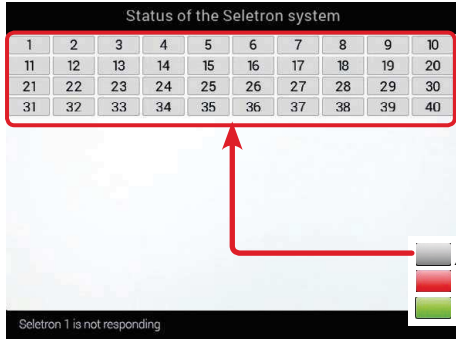 Status of the Seletron system
1 2 3 4 5 6 7 8 9 10
11 12 13 14 15 16 17 18 19 20
21 22 23 24 25 26 27 28 29 30
31 32 33 34 35 36 37 38 39 40
Seletron 1 is not responding